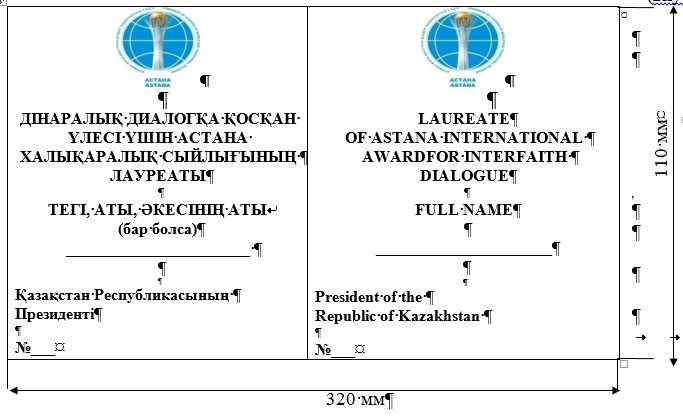 АСТАНА
ASTANA
ДІНАРАЛЫҚ ДИАЛОГҚА ҚОСҚАН
ҮЛЕСІ ҮШІН АСТАНА
ХАЛЫҚАРАЛЫҚ СЫЙЛЫҒЫНЫҢ
ЛАУРЕАТЫ
ТЕГІ, АТЫ, ӘКЕСІНІҢ АТЫ
(бар болса)
Қазақстан Республикасының
Президенті
№___
АСТАНА
ASTANA
LAUREATE
OF ASTANA INTERNATIONAL
AWARDFOR INTERFAITH
DIALOGUE
FULL NAME
President of the
Republic of Kazakhstan
№___
110 мм
320 мм